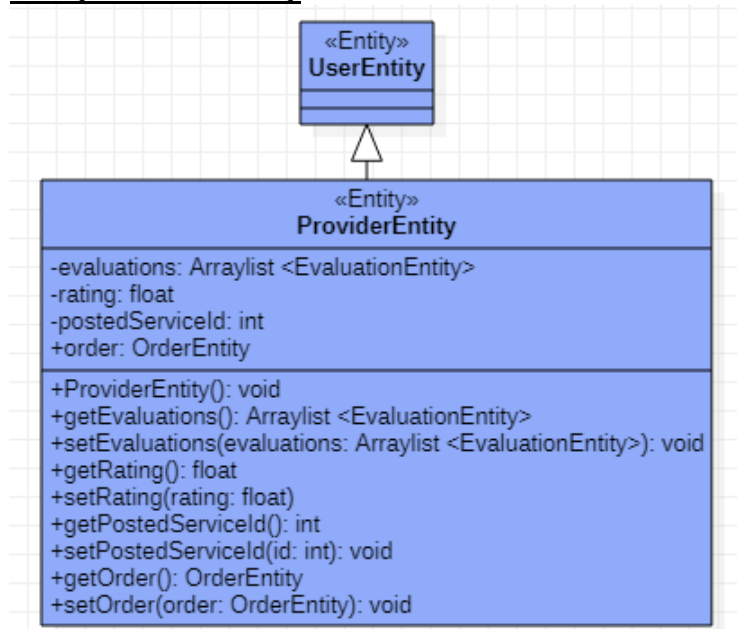 «Entity»
UserEntity
«Entity»
ProviderEntity
-evaluations: Arraylist <EvaluationEntity>
-rating: float
-postedServiceId: int
+order: OrderEntity
+ProviderEntity(): void
+getEvaluations(): Arraylist <EvaluationEntity>
+setEvaluations(evaluations: Arraylist <EvaluationEntity>): void
+getRating(): float
+setRating(rating: float)
+getPostedServiceId(): int
+setPostedServiceId(id: int): void
+getOrder(): OrderEntity
+setOrder(order: OrderEntity): void